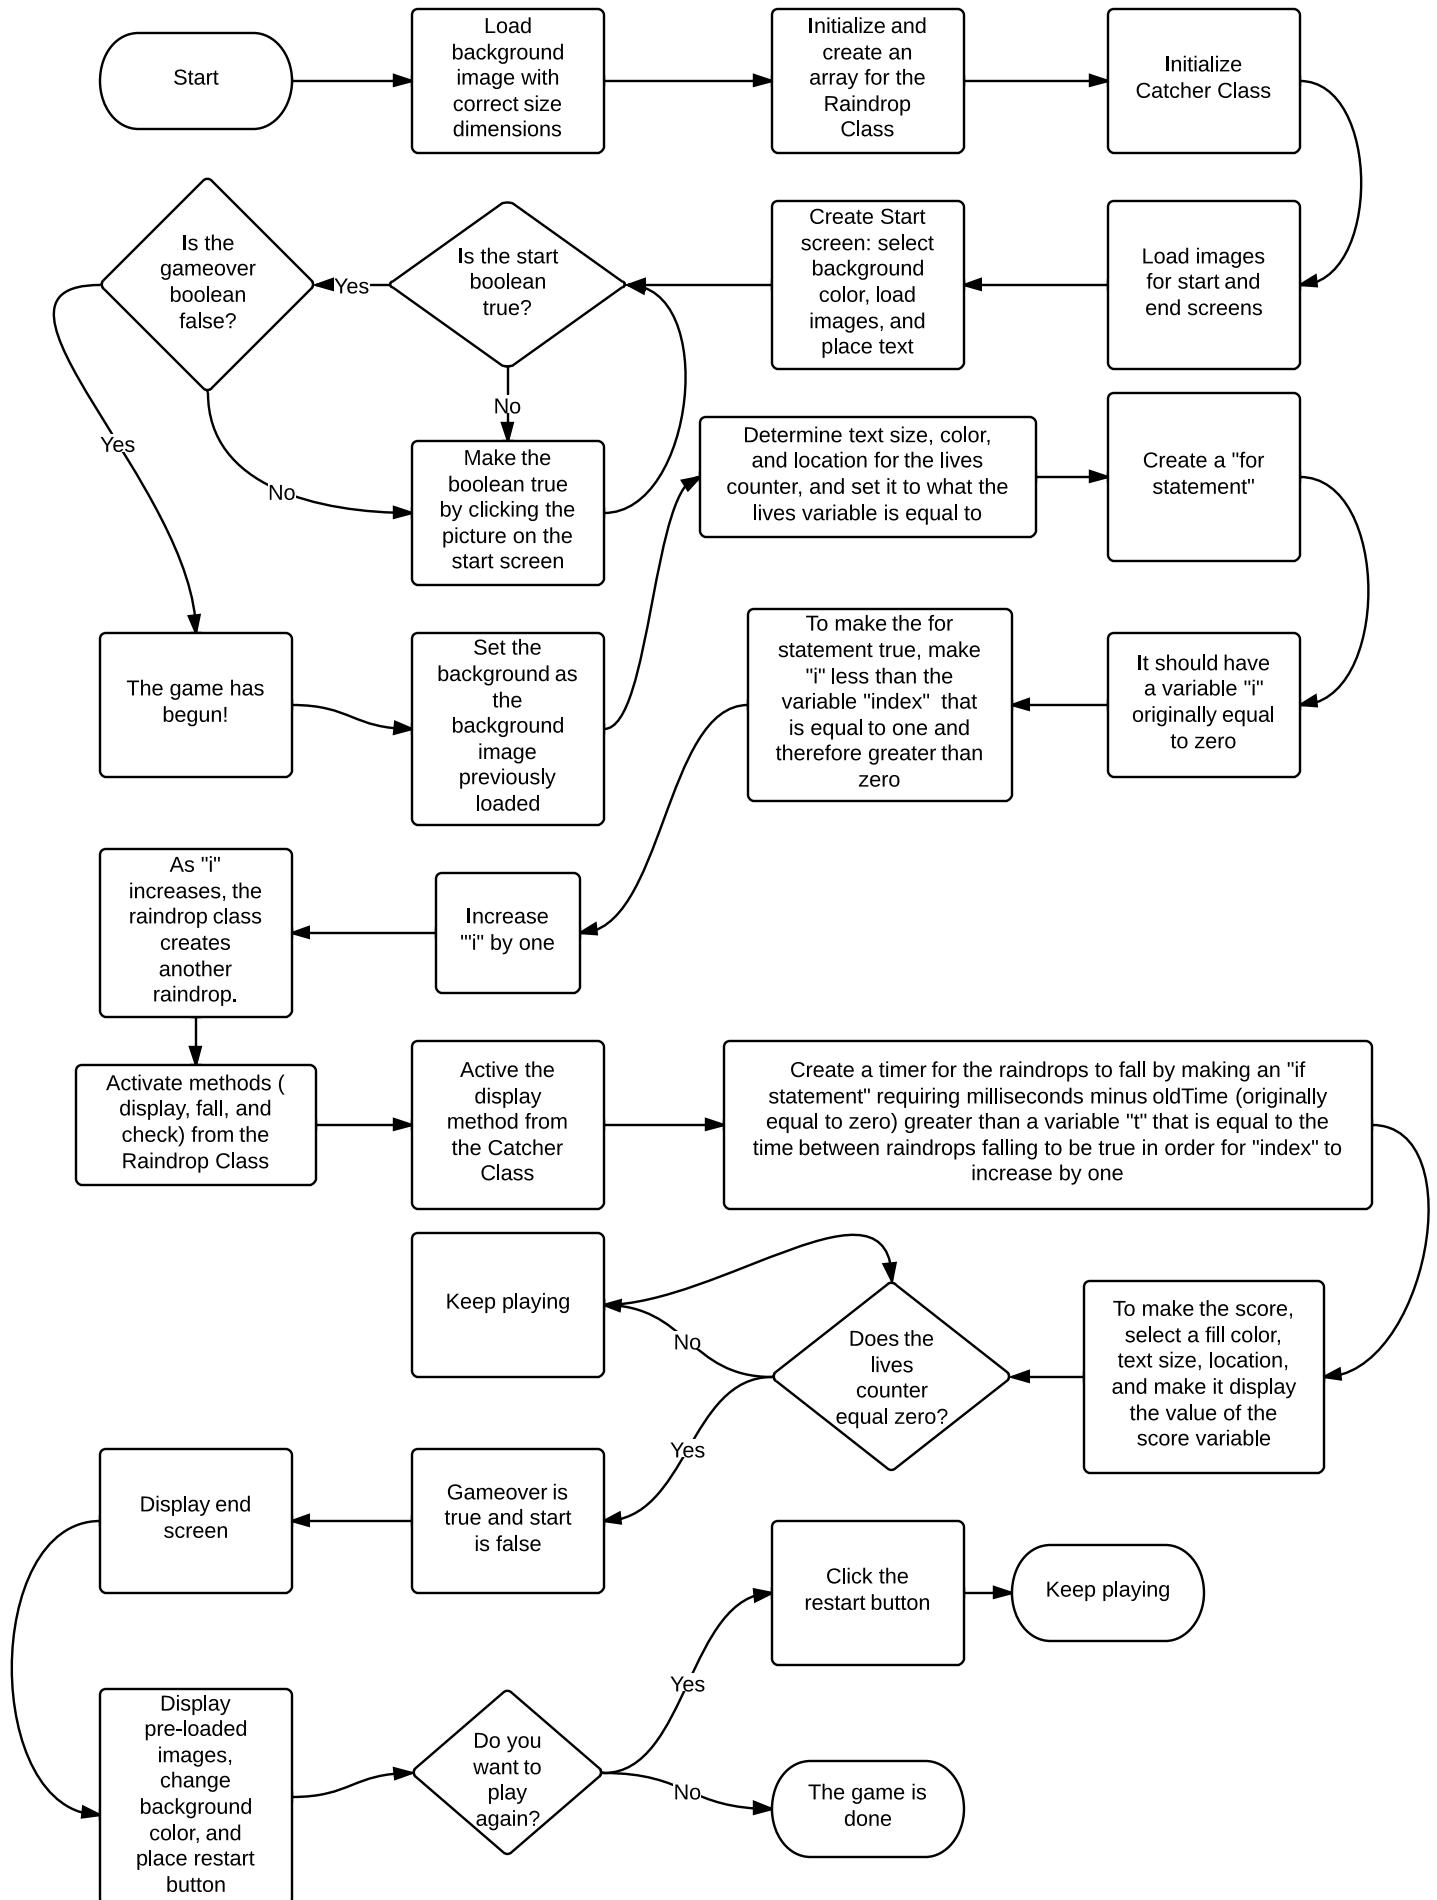 Start
Load
background
image with
correct size
dimensions
Initialize and
create an
array for the
Raindrop
Class
Initialize
Catcher Class
Load images
for start and
end screens
Create Start
screen: select
background
color, load
images, and
place text
Is the start
boolean
true?
Yes
No
Is the
gameover
boolean
false?
Yes
No
Make the
boolean true
by clicking the
picture on the
start screen
The game has
begun!
Set the
background as
the
background
image
previously
loaded
Determine text size, color,
and location for the lives
counter, and set it to what the
lives variable is equal to
Create a "for
statement"
It should have
a variable "i"
originally equal
to zero
To make the for
statement true, make
"i" less than the
variable "index"  that
is equal to one and
therefore greater than
zero
Increase
"'i" by one
As "i"
increases, the
raindrop class
creates
another
raindrop.
Activate methods (
display, fall, and
check) from the
Raindrop Class
Active the
display
method from
the Catcher
Class
Create a timer for the raindrops to fall by making an "if
statement" requiring milliseconds minus oldTime (originally
equal to zero) greater than a variable "t" that is equal to the
time between raindrops falling to be true in order for "index" to
increase by one
To make the score,
select a fill color,
text size, location,
and make it display
the value of the
score variable
Does the
lives
counter
equal zero?
No
Keep playing
Yes
Gameover is
true and start
is false
Display end
screen
Display
pre-loaded
images,
change
background
color, and
place restart
button
Do you
want to
play
again?
Yes
Click the
restart button
Keep playing
No
The game is
done